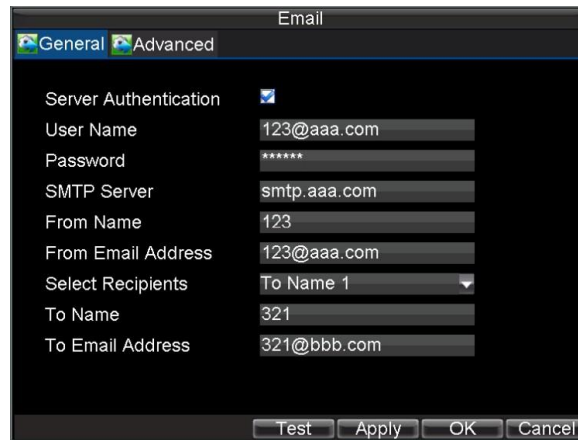 Email
General Advanced
Server Authentication
User Name 123@aaa.com
Password ******
SMTP Server smtp.aaa.com
From Name 123
From Email Address 123@aaa.com
Select Recipients To Name 1
To Name 321
To Email Address 321@bbb.com
Test Apply OK Cancel